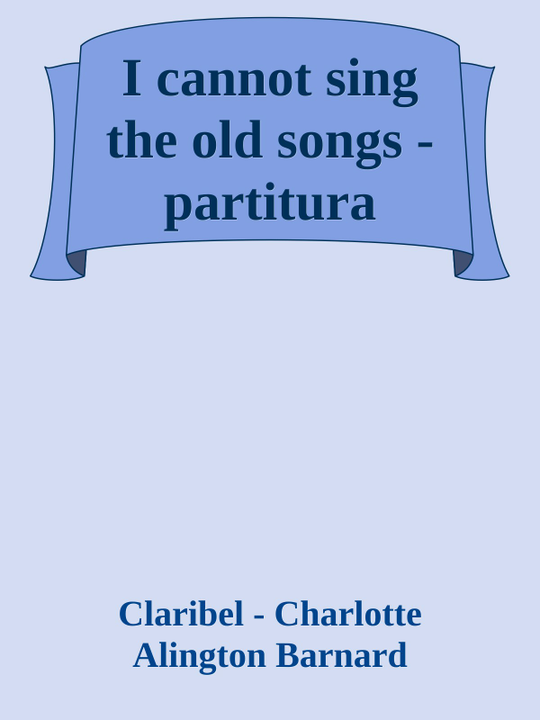 I cannot sing
the old songs -
partitura
Claribel - Charlotte
Alington Barnard